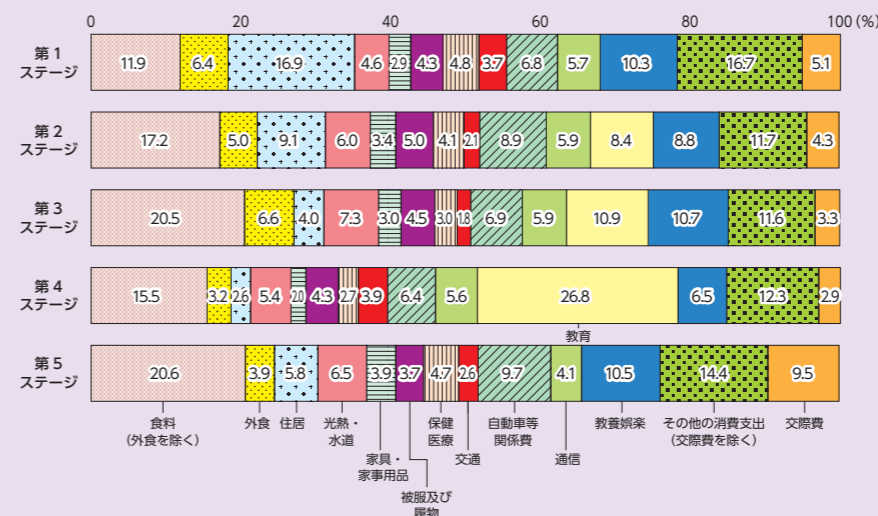 0 20 40 60 80 100 (%)
第1
ステージ
11.9 6.4 16.9 4.6 2.9 4.3 4.8 3.7 6.8 5.7 10.3 16.7 5.1
第2
ステージ
17.2 5.0 9.1 6.0 3.4 5.0 4.1 2.1 8.9 5.9 8.4 8.8 11.7 4.3
第3
ステージ
20.5 6.6 4.0 7.3 3.0 4.5 3.0 1.8 6.9 5.9 10.9 10.7 11.6 3.3
第4
ステージ
15.5 3.2 2.6 5.4 2.0 4.3 2.7 3.9 6.4 5.6 26.8 6.5 12.3 2.9
教育
第5
ステージ
20.6 3.9 5.8 6.5 3.9 3.7 4.7 2.6 9.7 4.1 10.5 14.4 9.5
食料
(外食を除く)
外食
住居
光熱・
水道
家具・
家事用品
被服及び
履物
保健
医療
交通
自動車等
関係費
通信
教養娯楽
その他の消費支出
(交際費を除く)
交際費